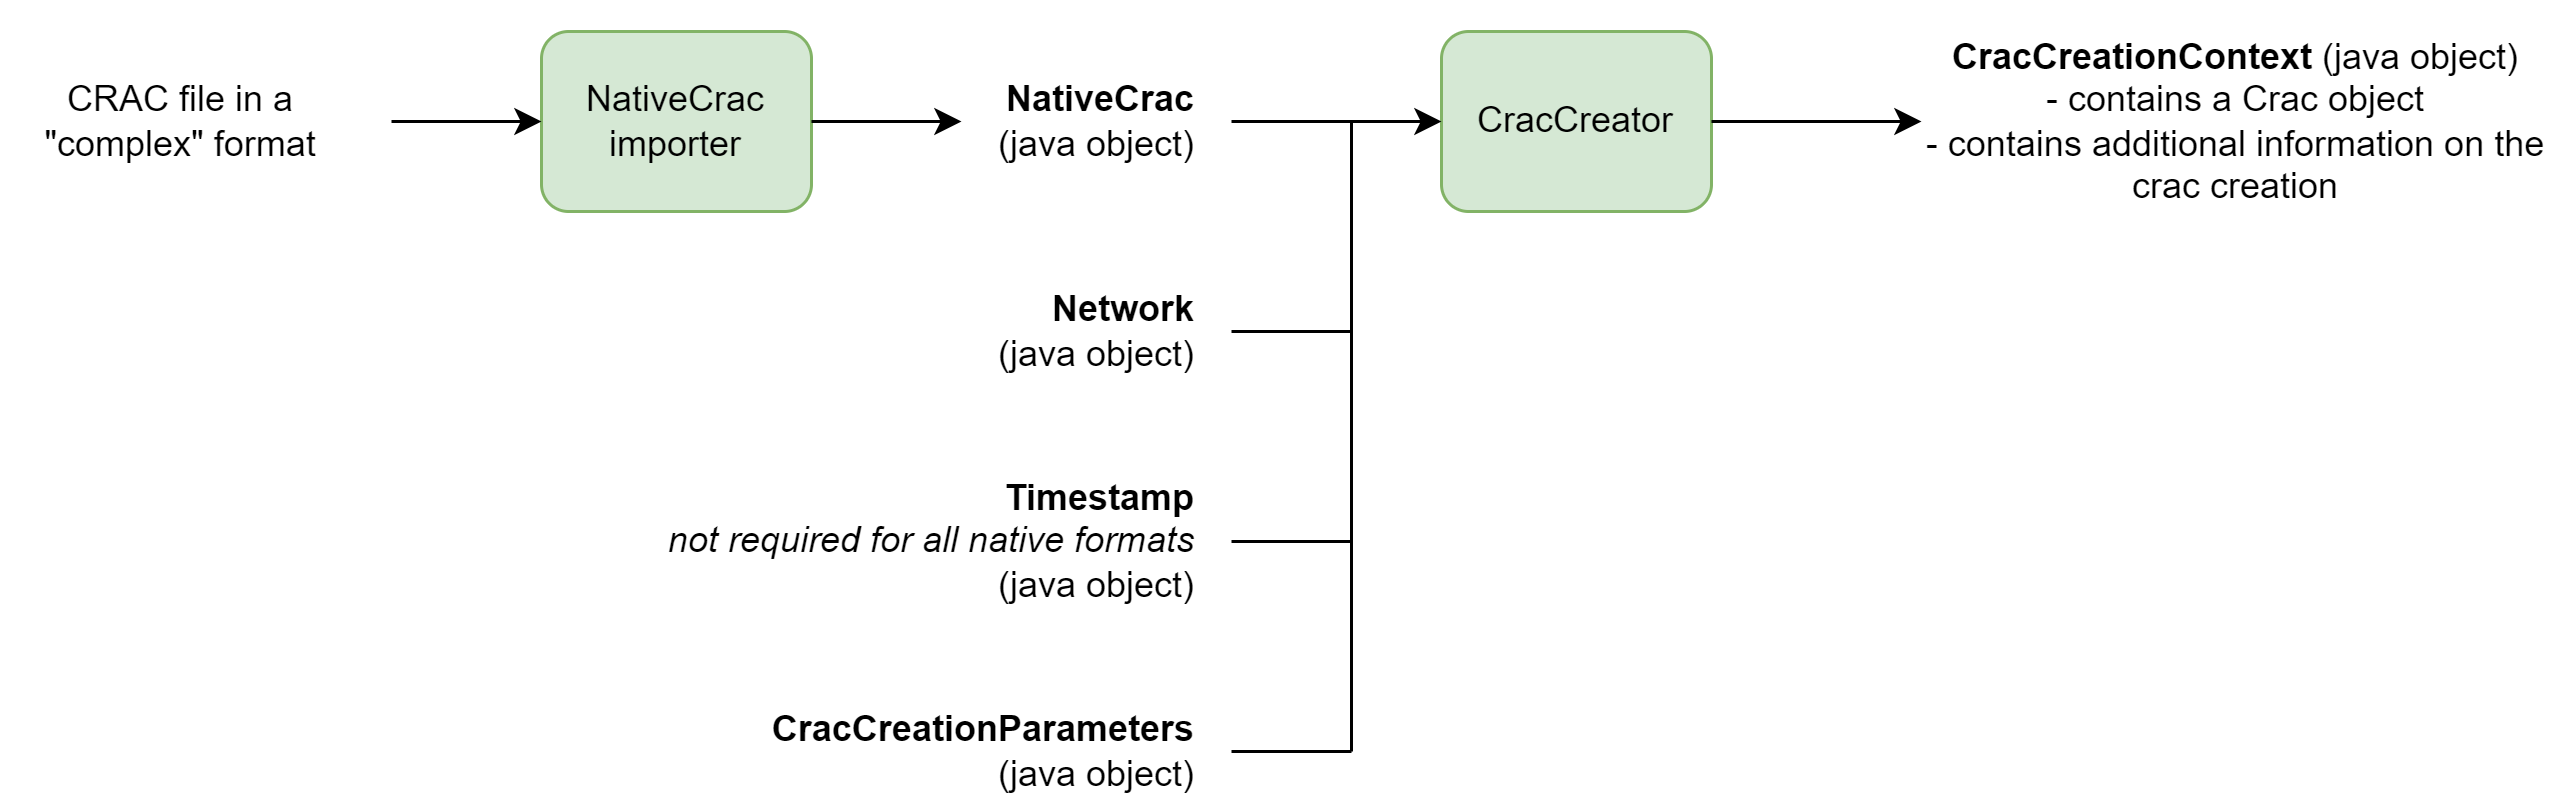 CRAC file in a
"complex" format
NativeCrac
importer
NativeCrac
(java object)
CracCreator
CracCreationContext (java object)
- contains a Crac object
- contains additional information on the
crac creation
Network
(java object)
Timestamp
not required for all native formats
(java object)
CracCreationParameters
(java object)